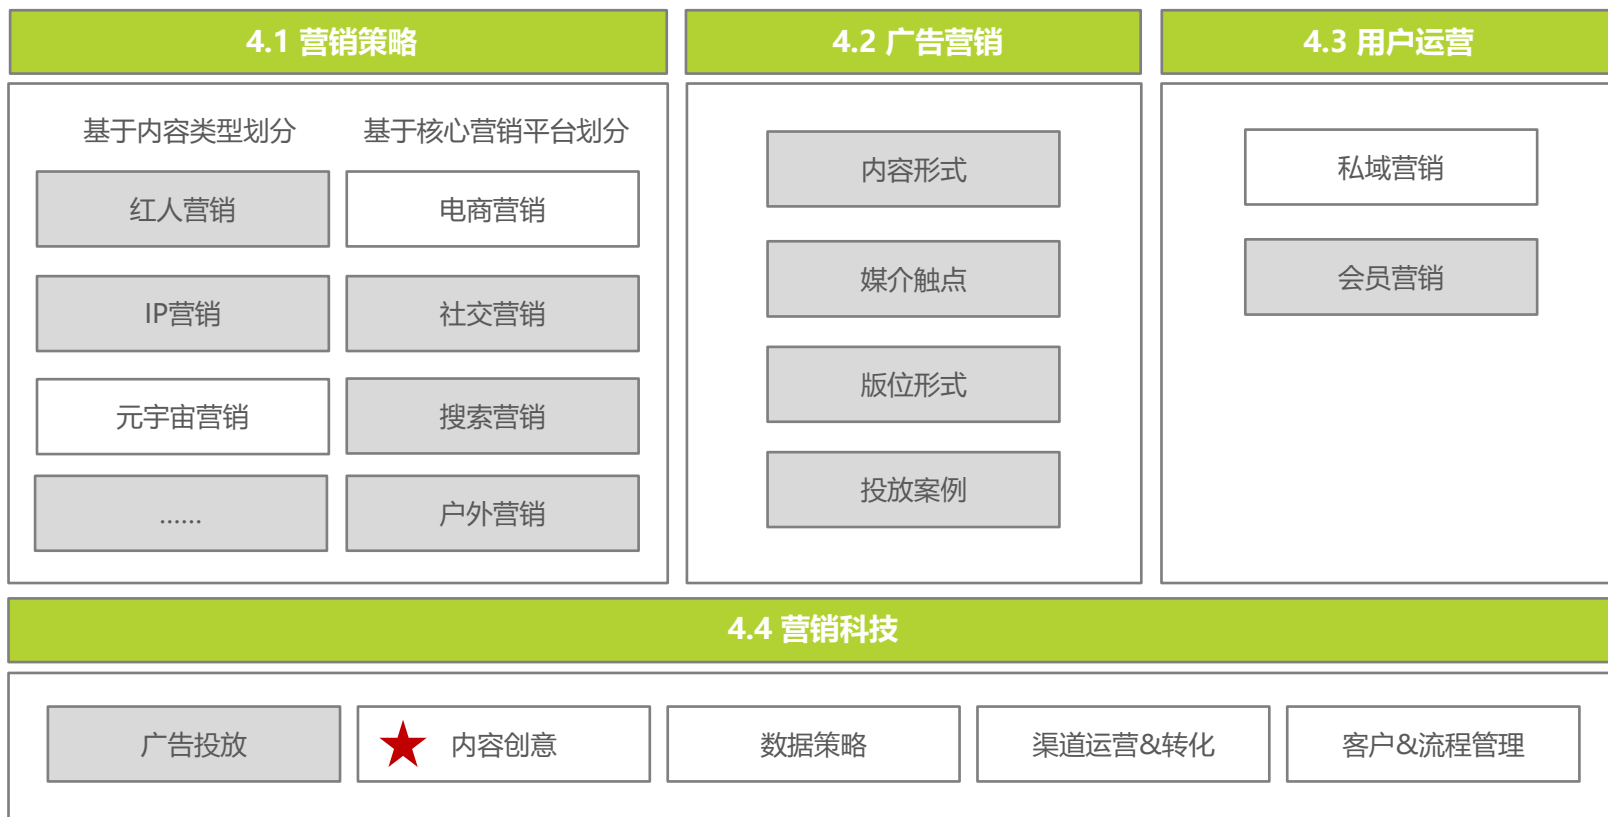 4.1 营销策略
基于内容类型划分
基于核心营销平台划分
红人营销
电商营销
IP营销
社交营销
元宇宙营销
搜索营销
......
户外营销
4.2 广告营销
内容形式
媒介触点
版位形式
投放案例
4.3 用户运营
私域营销
会员营销
4.4 营销科技
广告投放
内容创意
数据策略
渠道运营&转化
客户&流程管理